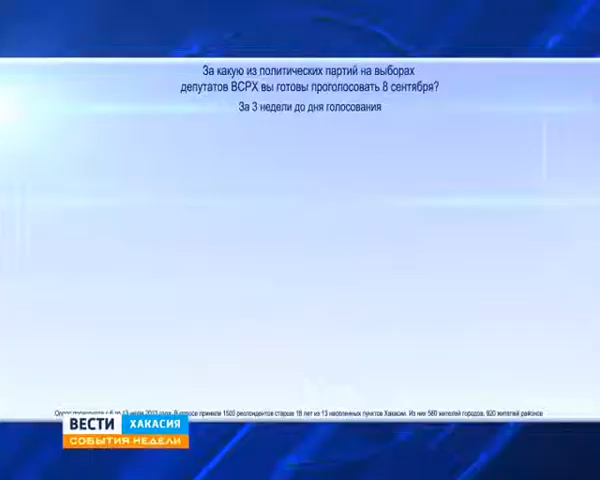 За какую из политических партий на выборах
депутатов ВСРХ вы готовы проголосовать 8 сентября?
За 3 недели до дня голосования
2013 года. В опросе приняли 1500 респондентов старше 18 лет из 13 населенных пунктов Хакасии. Из них 580 жителей городов, 920 жителей районов
ВЕСТИ ХАКАСИЯ
СОБЫТИЯ НЕДЕЛИ